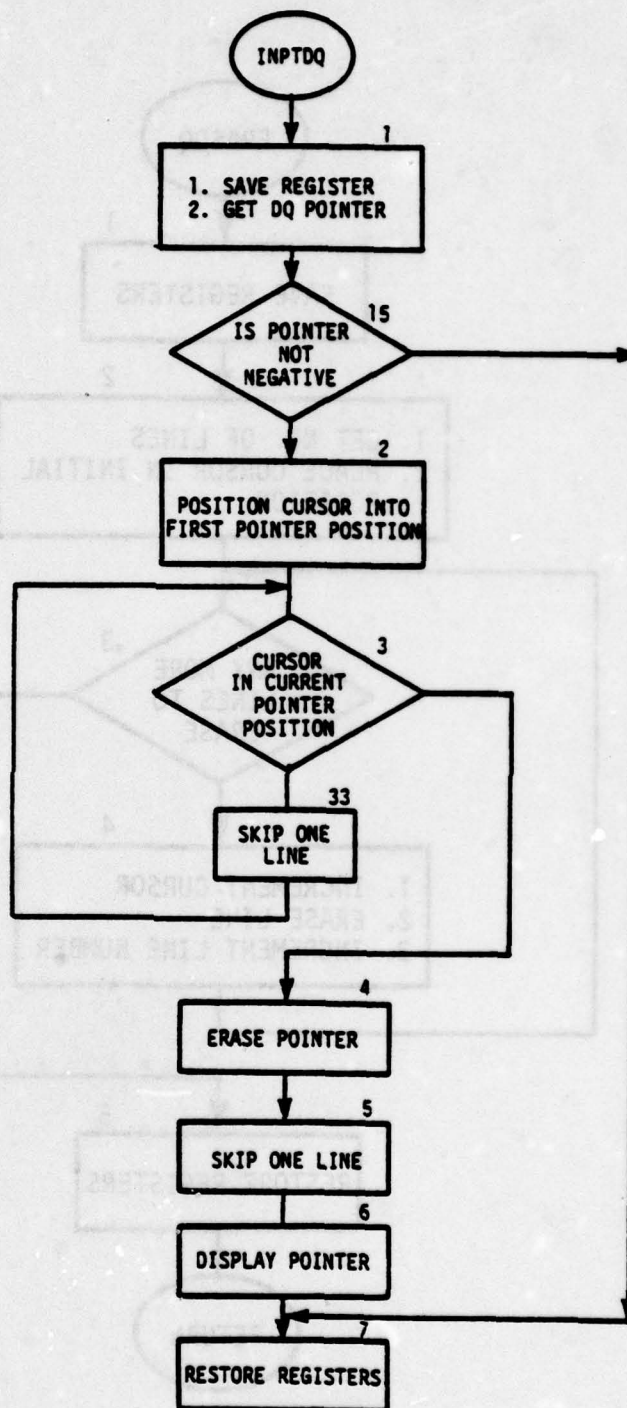 INPTDQ
1
1. SAVE REGISTER
2. GET DQ POINTER
15
IS POINTER
NOT
NEGATIVE
2
POSITION CURSOR INTO
FIRST POINTER POSITION
3
CURSOR
IN CURRENT
POINTER
POSITION
33
SKIP ONE
LINE
4
ERASE POINTER
5
SKIP ONE LINE
6
DISPLAY POINTER
7
RESTORE REGISTERS